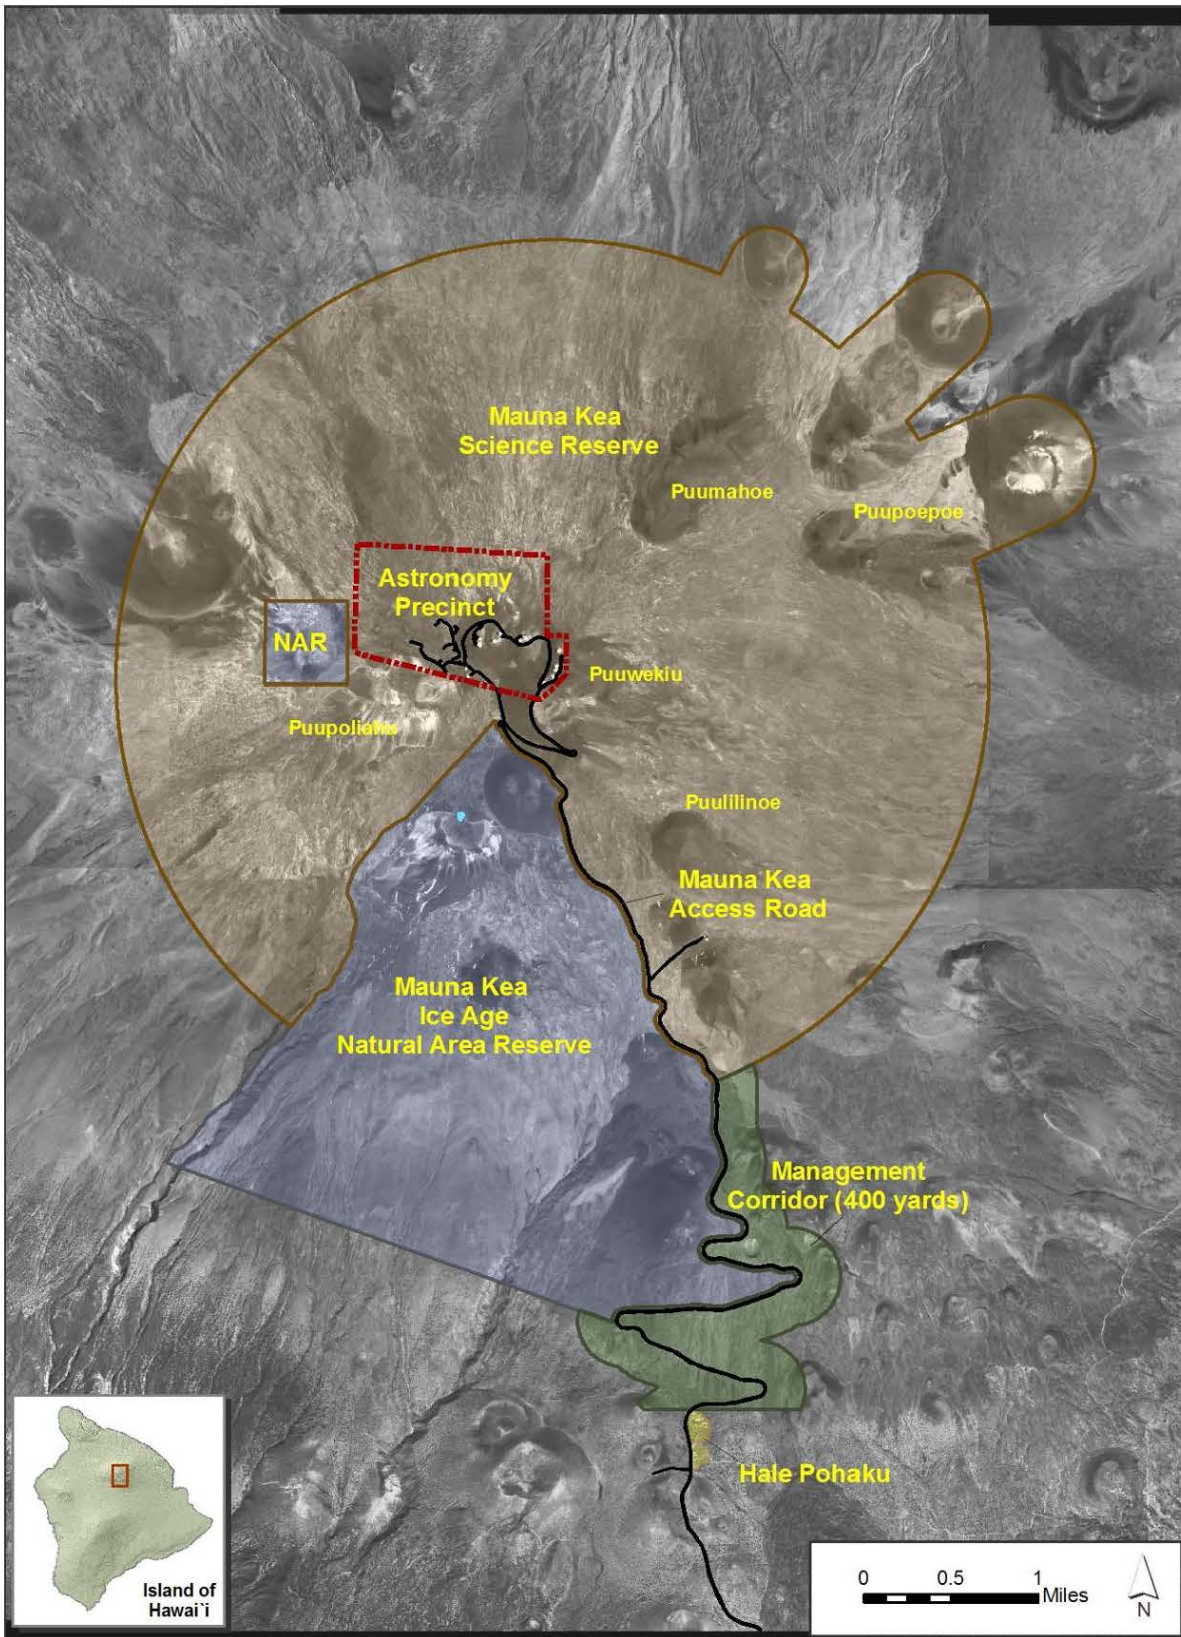 Mauna Kea
Science Reserve
Puumahoe
Puupoepoe
Astronomy
Precinct
NAR
Puuwekiu
Puupoliahu
Puulilinoe
Mauna Kea
Access Road
Mauna Kea
Ice Age
Natural Area Reserve
Management
Corridor (400 yards)
Hale Pohaku
Island of
Hawai`i
0 0.5 1
Miles
N